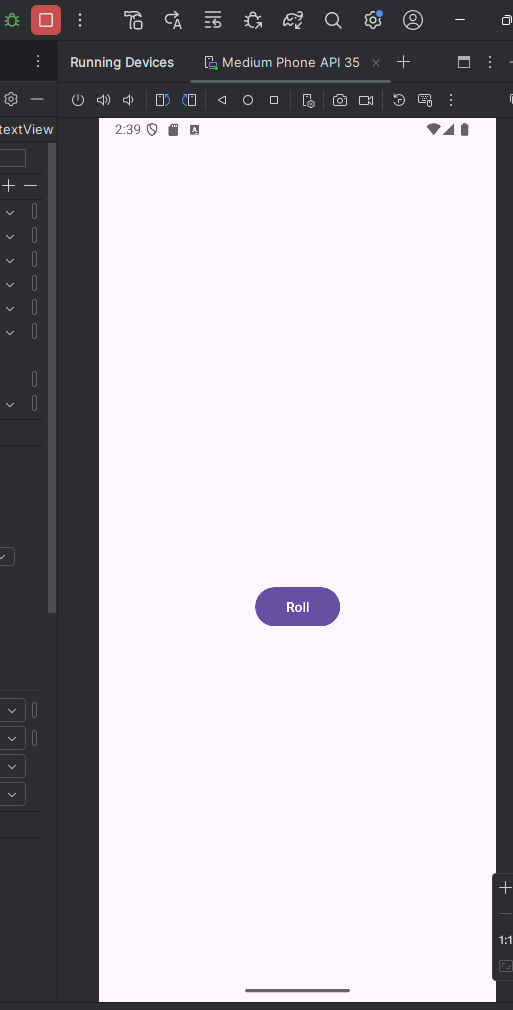 Running Devices
Medium Phone API 35
textView
2:39
A
Roll
1:1